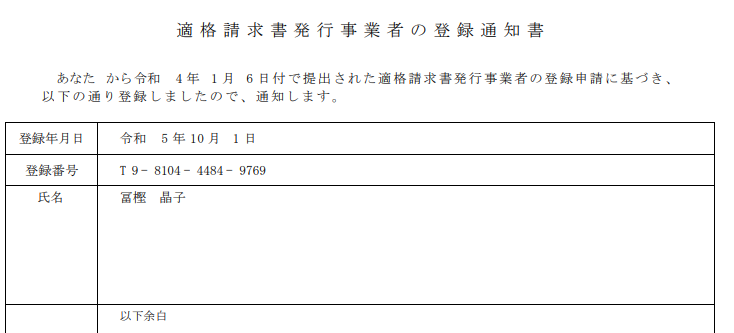 適格請求書発行事業者の登録通知書
あなた から令和 4年 1月 6日付で提出された適格請求書発行事業者の登録申請に基づき、
以下の通り登録しましたので、通知します。
登録年月日 令和 5年10月 1日
登録番号 T 9- 8104- 4484- 9769
氏名 冨樫 晶子
以下余白